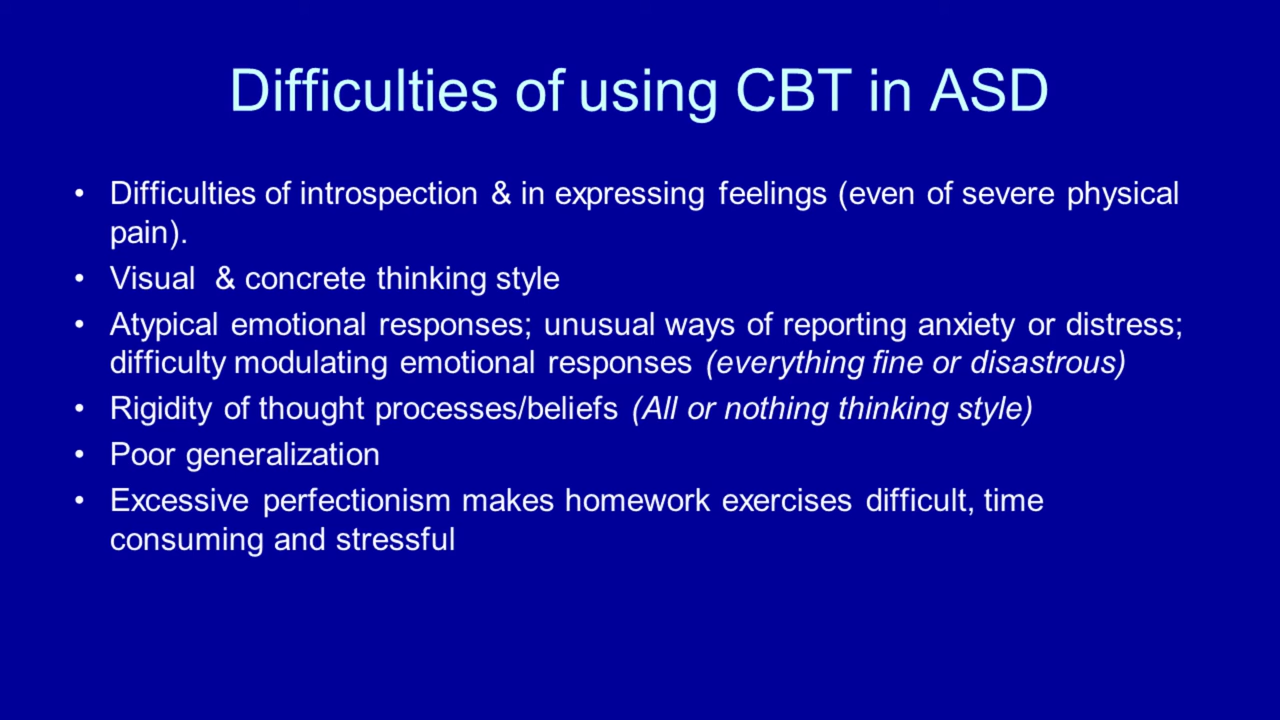 Difficulties of using CBT in ASD
• Difficulties of introspection & in expressing feelings (even of severe physical
pain).
• Visual & concrete thinking style
• Atypical emotional responses; unusual ways of reporting anxiety or distress;
difficulty modulating emotional responses (everything fine or disastrous)
• Rigidity of thought processes/beliefs (All or nothing thinking style)
• Poor generalization
• Excessive perfectionism makes homework exercises difficult, time
consuming and stressful